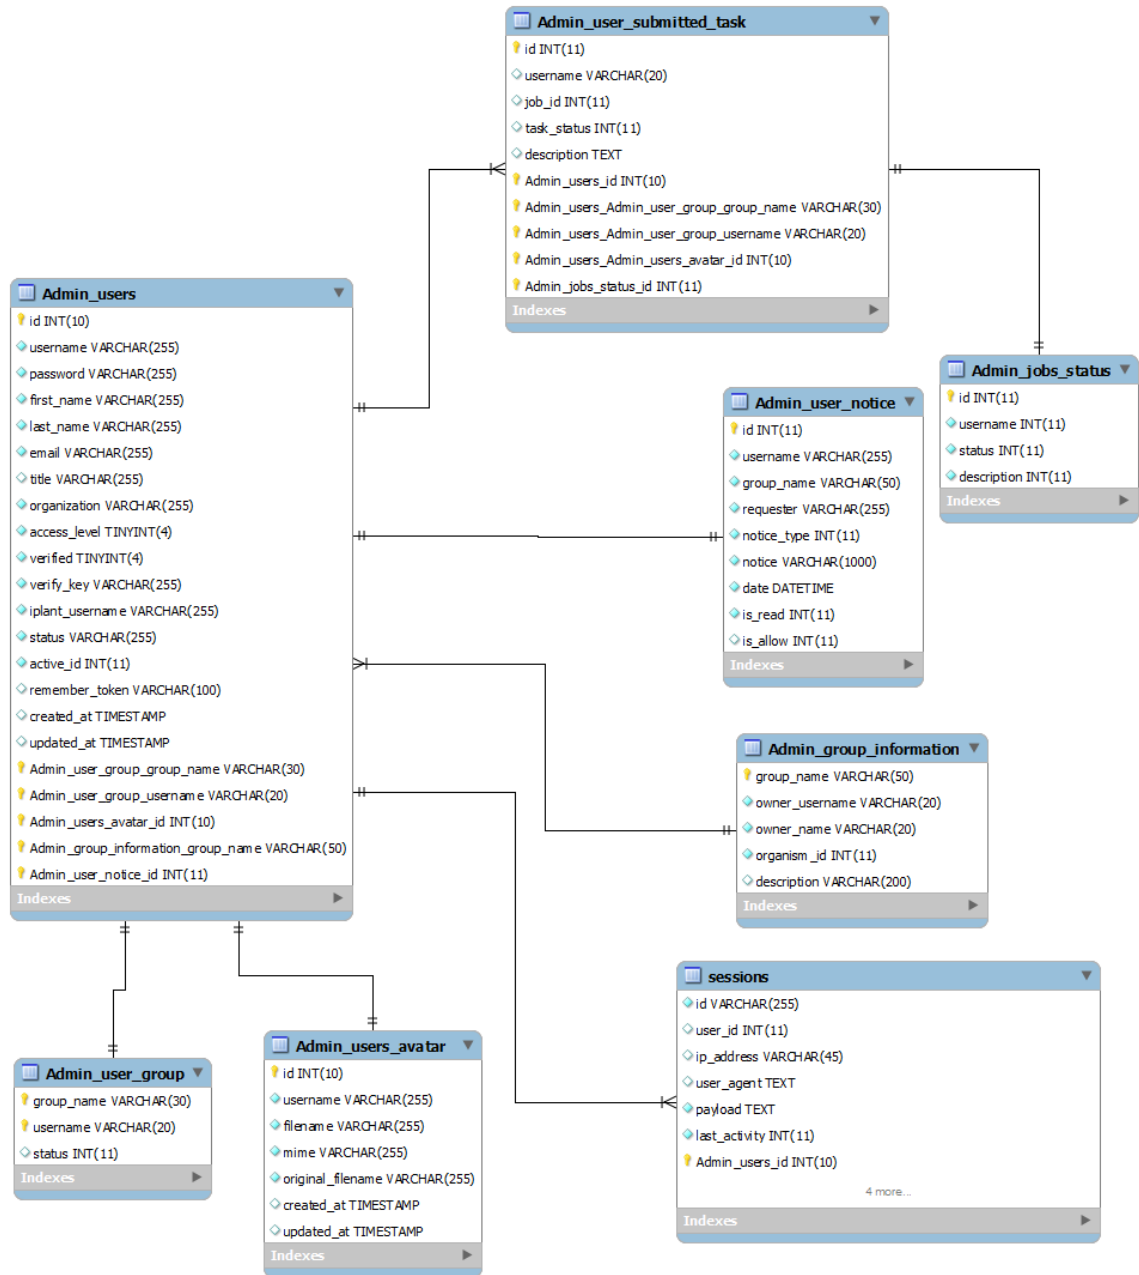 Admin_user_submitted_task
id INT(11)
username VARCHAR(20)
job_id INT(11)
task_status INT(11)
description TEXT
Admin_users_id INT(10)
Admin_users_Admin_user_group_group_name VARCHAR(30)
Admin_users_Admin_user_group_username VARCHAR(20)
Admin_users_Admin_users_avatar_id INT(10)
Admin_jobs_status_id INT(11)
Indexes
Admin_users
id INT(10)
username VARCHAR(255)
password VARCHAR(255)
first_name VARCHAR(255)
last_name VARCHAR(255)
email VARCHAR(255)
title VARCHAR(255)
organization VARCHAR(255)
access_level TINYINT(4)
verified TINYINT(4)
verify_key VARCHAR(255)
iplant_username VARCHAR(255)
status VARCHAR(255)
active_id INT(11)
remember_token VARCHAR(100)
created_at TIMESTAMP
updated_at TIMESTAMP
Admin_user_group_group_name VARCHAR(30)
Admin_user_group_username VARCHAR(20)
Admin_users_avatar_id INT(10)
Admin_group_information_group_name VARCHAR(50)
Admin_user_notice_id INT(11)
Indexes
Admin_jobs_status
id INT(11)
username INT(11)
status INT(11)
description INT(11)
Indexes
Admin_user_notice
id INT(11)
username VARCHAR(255)
group_name VARCHAR(50)
requester VARCHAR(255)
notice_type INT(11)
notice VARCHAR(1000)
date DATETIME
is_read INT(11)
is_allow INT(11)
Indexes
Admin_group_information
group_name VARCHAR(50)
owner_username VARCHAR(20)
owner_name VARCHAR(20)
organism_id INT(11)
description VARCHAR(200)
Indexes
sessions
id VARCHAR(255)
user_id INT(11)
ip_address VARCHAR(45)
user_agent TEXT
payload TEXT
last_activity INT(11)
Admin_users_id INT(10)
4 more...
Indexes
Admin_user_group
group_name VARCHAR(30)
username VARCHAR(20)
status INT(11)
Indexes
Admin_users_avatar
id INT(10)
username VARCHAR(255)
filename VARCHAR(255)
mime VARCHAR(255)
original_filename VARCHAR(255)
created_at TIMESTAMP
updated_at TIMESTAMP
Indexes